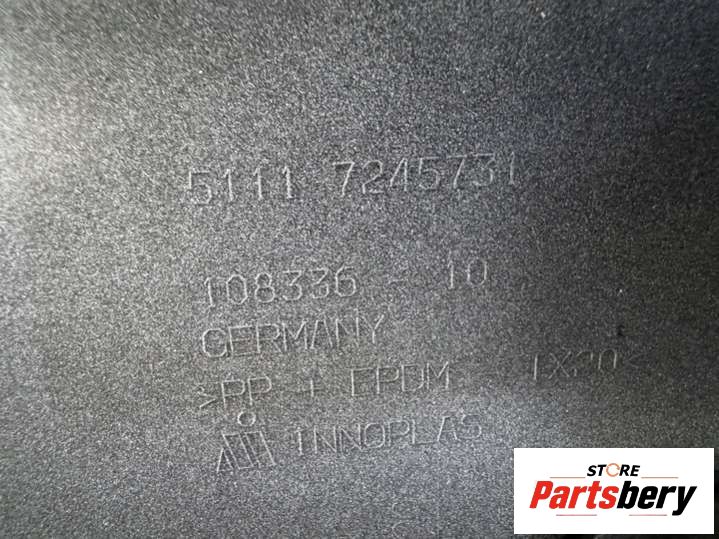 5111 7245731
108336 - 10
GERMANY
>PP + EPDM TX20<
INNOPLAS
STORE
Partsbery